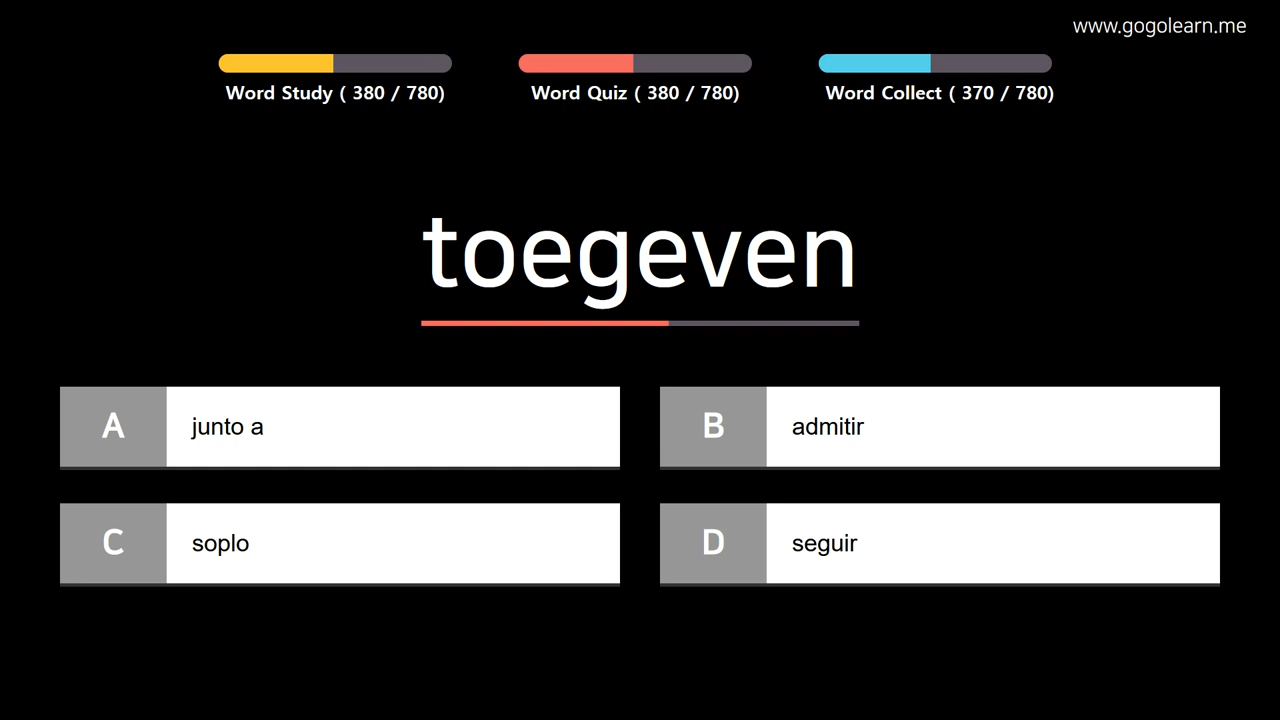 www.gogolearn.me
Word Study ( 380 / 780)
Word Quiz ( 380 / 780)
Word Collect ( 370 / 780)
toegeven
A junto a
B admitir
C soplo
D seguir